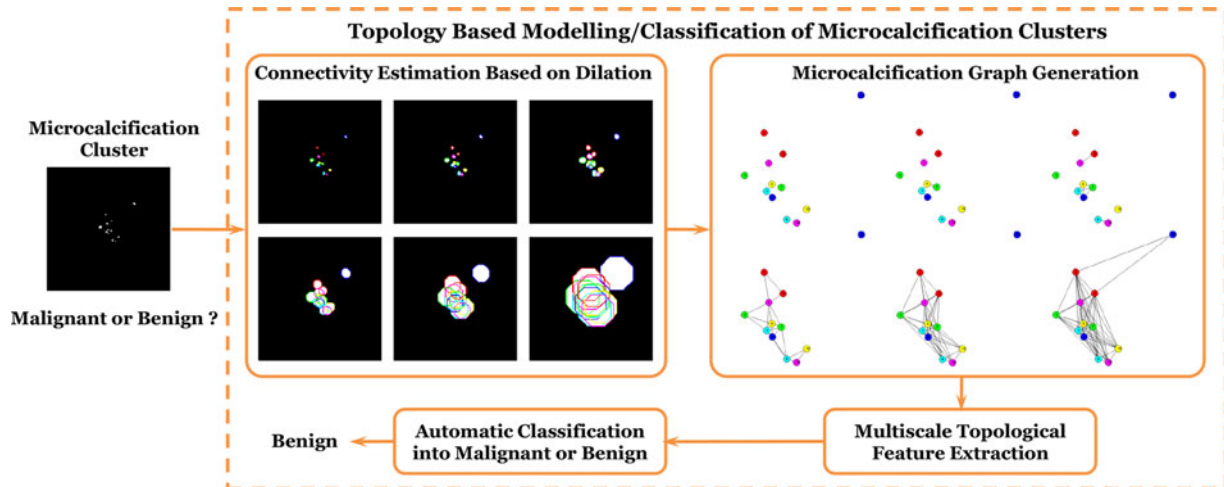 Topology Based Modelling/Classification of Microcalcification Clusters
Connectivity Estimation Based on Dilation
Microcalcification Graph Generation
Microcalcification
Cluster
Malignant or Benign ?
Multiscale Topological
Feature Extraction
Automatic Classification
into Malignant or Benign
Benign